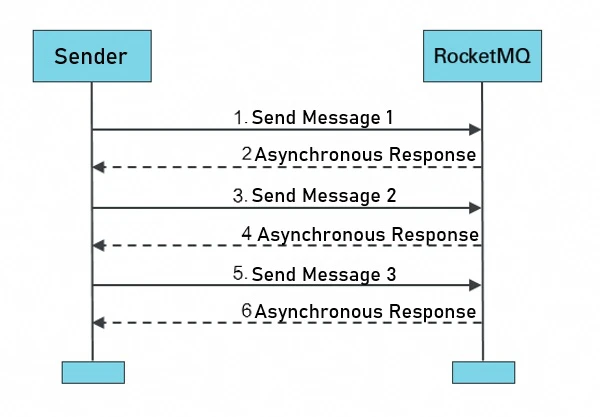 Sender
RocketMQ
1. Send Message 1
2 Asynchronous Response
3. Send Message 2
4 Asynchronous Response
5. Send Message 3
6 Asynchronous Response